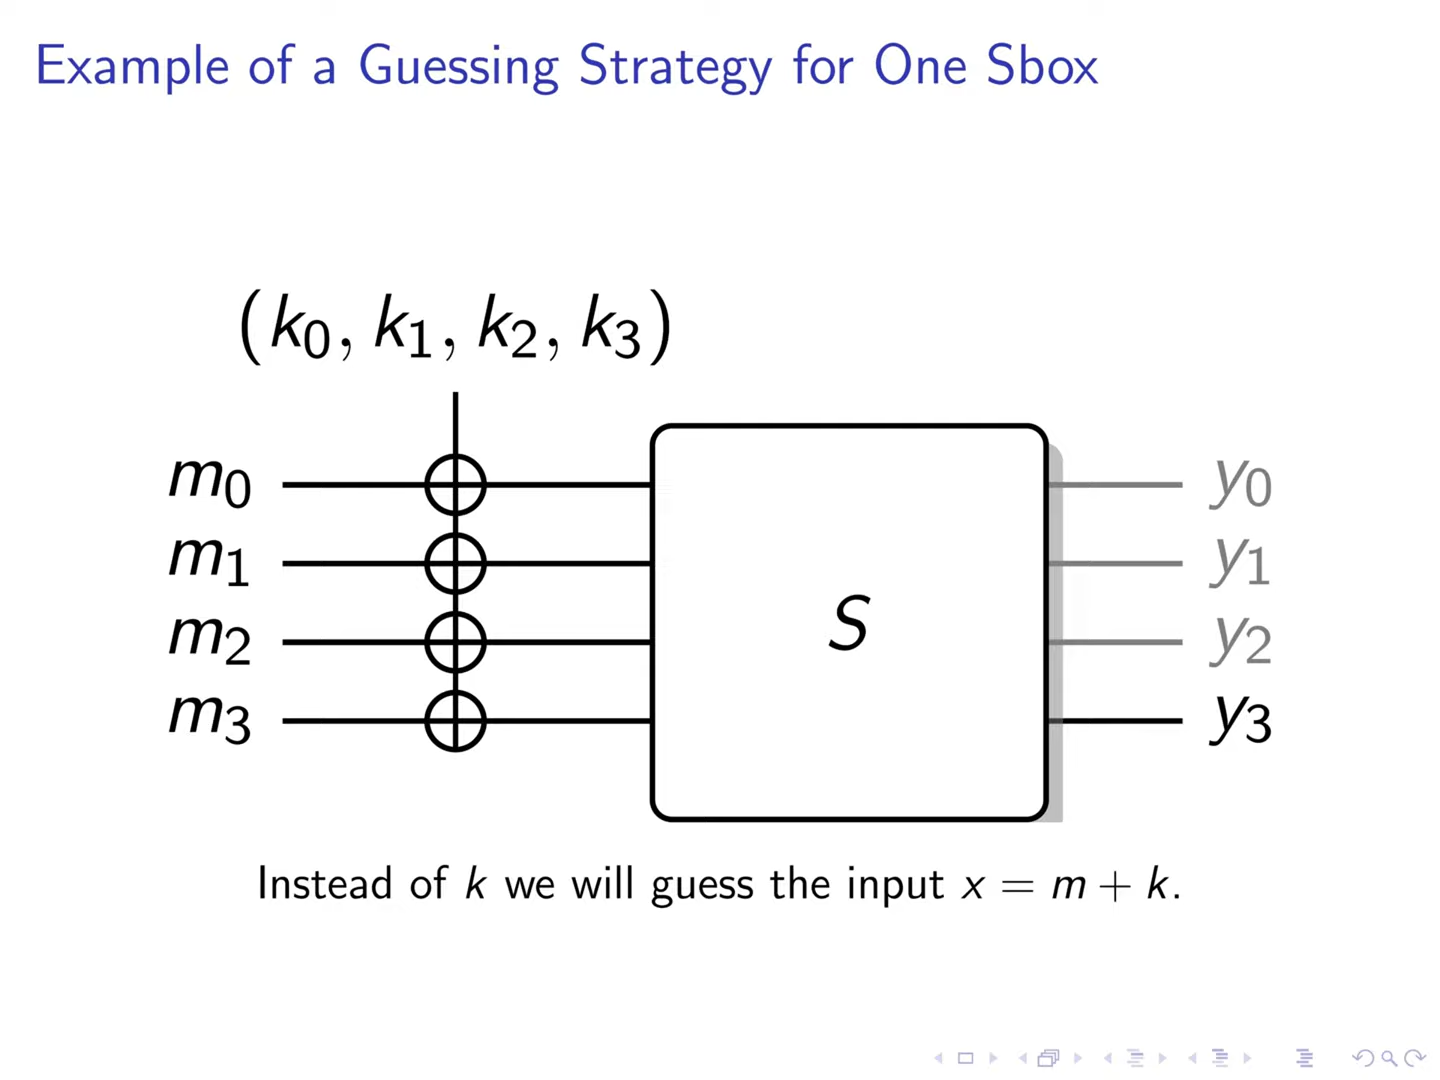 Example of a Guessing Strategy for One Sbox
(k₀, k₁, k₂, k₃)
m₀ y₀
m₁ y₁
m₂ y₂
S
m₃ y₃
Instead of k we will guess the input x = m + k.